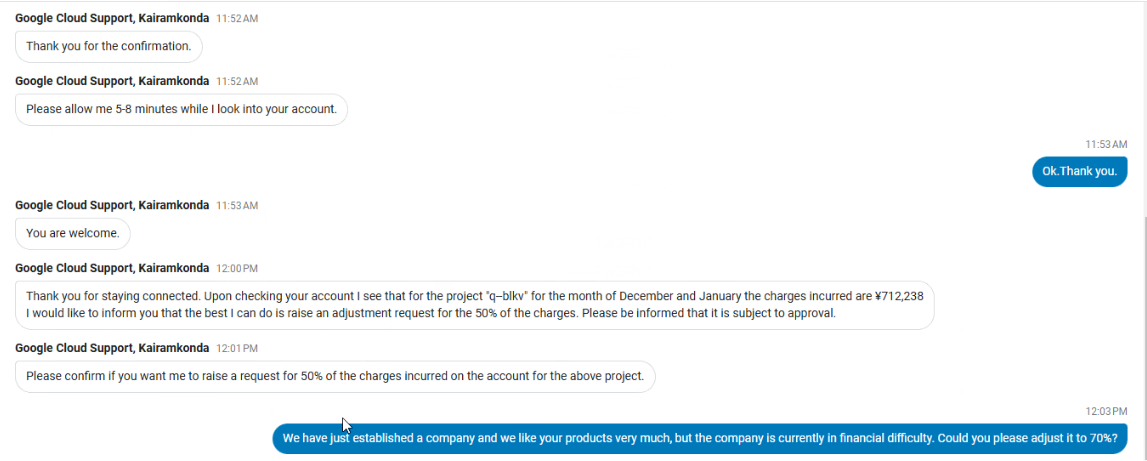 Google Cloud Support, Kairamkonda 11:52 AM
Thank you for the confirmation.
Google Cloud Support, Kairamkonda 11:52 AM
Please allow me 5-8 minutes while I look into your account.
11:53 AM
Ok.Thank you.
Google Cloud Support, Kairamkonda 11:53 AM
You are welcome.
Google Cloud Support, Kairamkonda 12:00 PM
Thank you for staying connected. Upon checking your account I see that for the project "q--blkv" for the month of December and January the charges incurred are ¥712,238
I would like to inform you that the best I can do is raise an adjustment request for the 50% of the charges. Please be informed that it is subject to approval.
Google Cloud Support, Kairamkonda 12:01 PM
Please confirm if you want me to raise a request for 50% of the charges incurred on the account for the above project.
12:03 PM
We have just established a company and we like your products very much, but the company is currently in financial difficulty. Could you please adjust it to 70%?